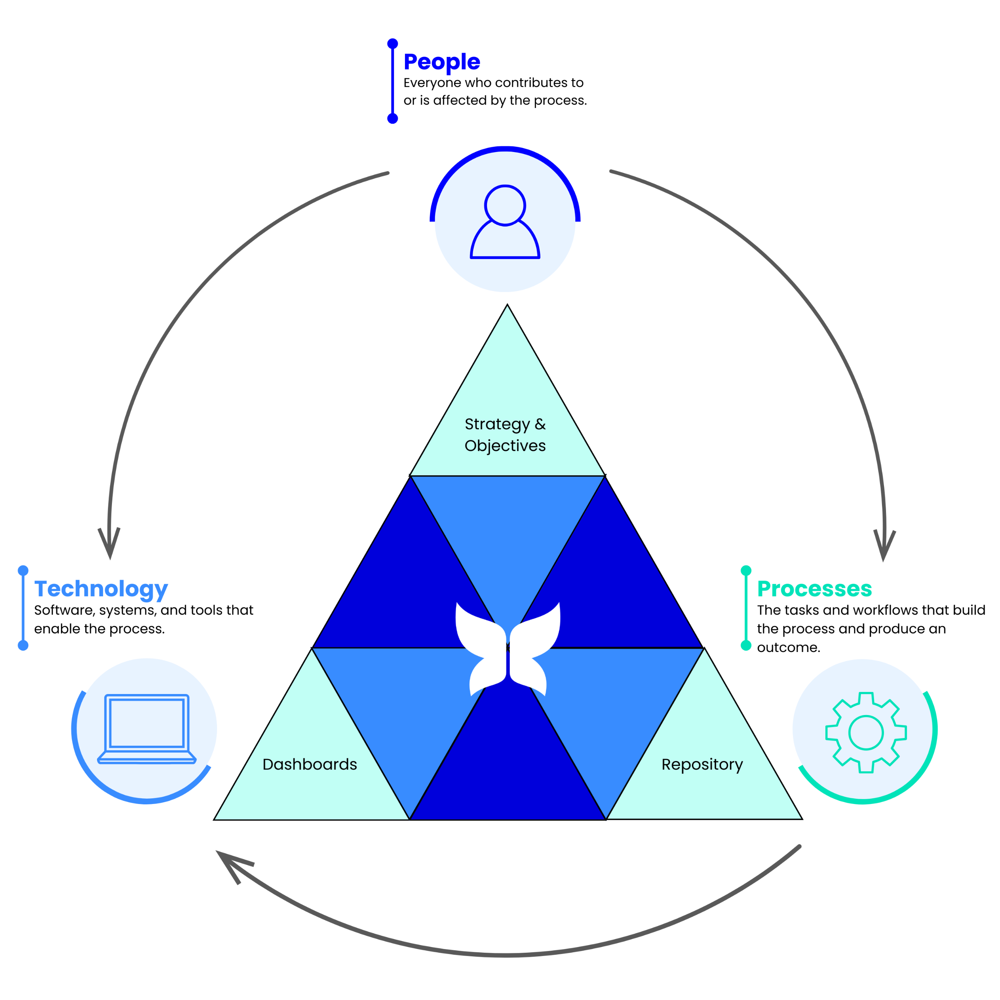 People
Everyone who contributes to
or is affected by the process.
Strategy &
Objectives
Technology
Software, systems, and tools that
enable the process.
Processes
The tasks and workflows that build
the process and produce an
outcome.
Dashboards
Repository